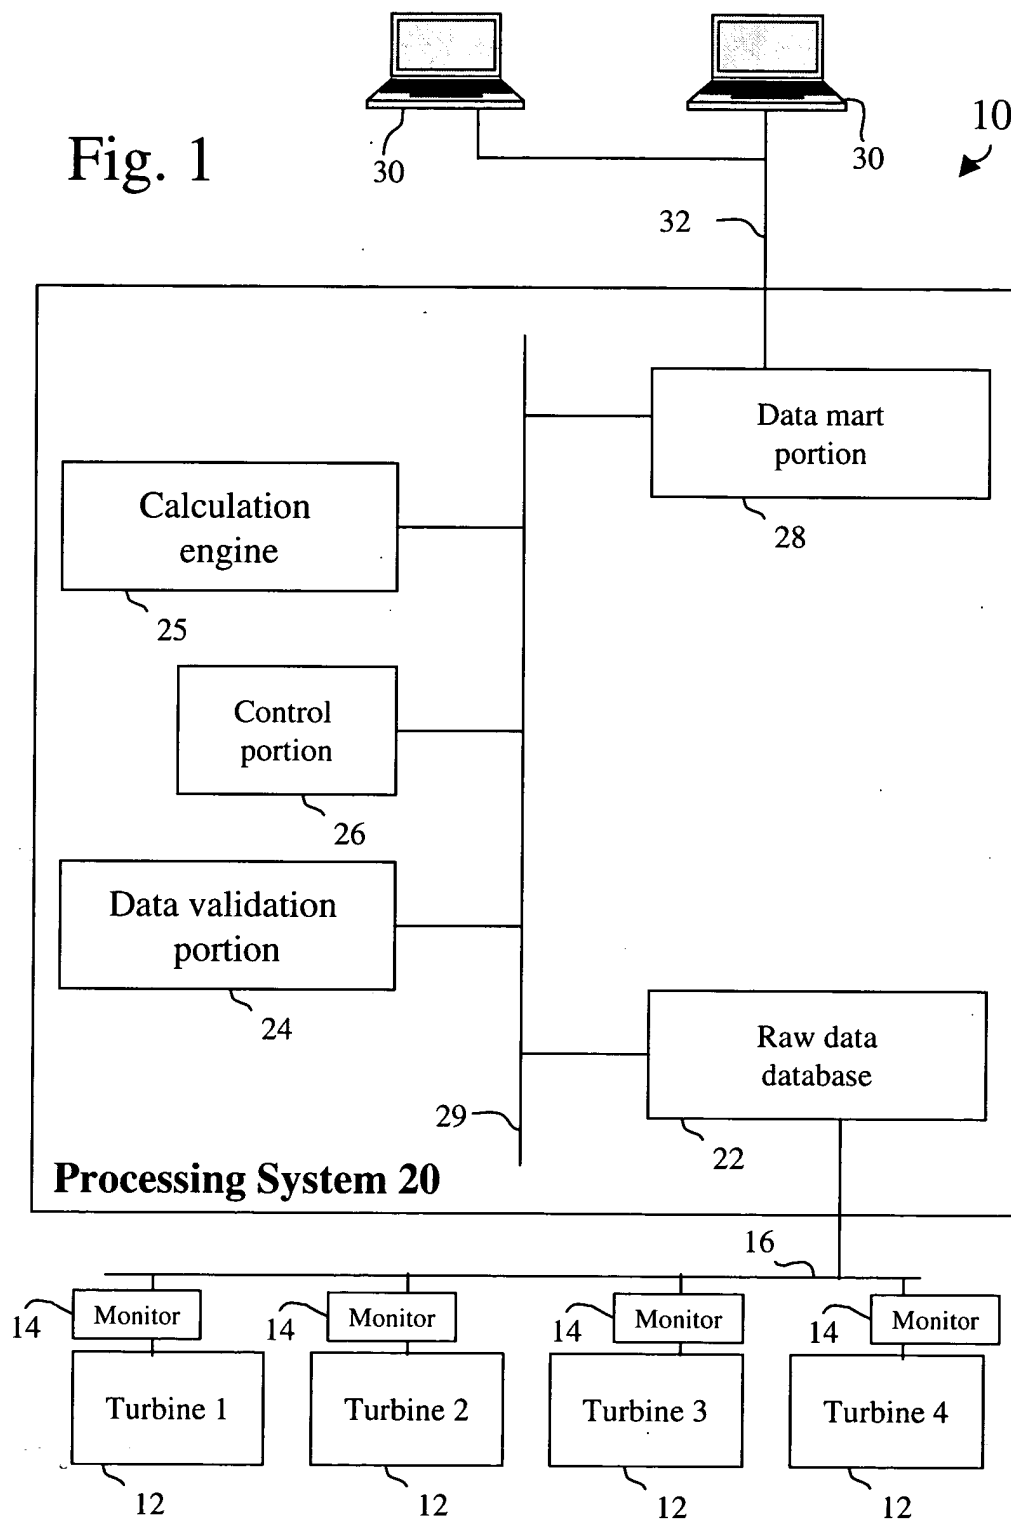 Fig. 1
30
30
10
32
Data mart
portion
28
Calculation
engine
25
Control
portion
26
Data validation
portion
24
Raw data
database
22
29
Processing System 20
16
14
Monitor
14
Monitor
14
Monitor
14
Monitor
Turbine 1
Turbine 2
Turbine 3
Turbine 4
12
12
12
12